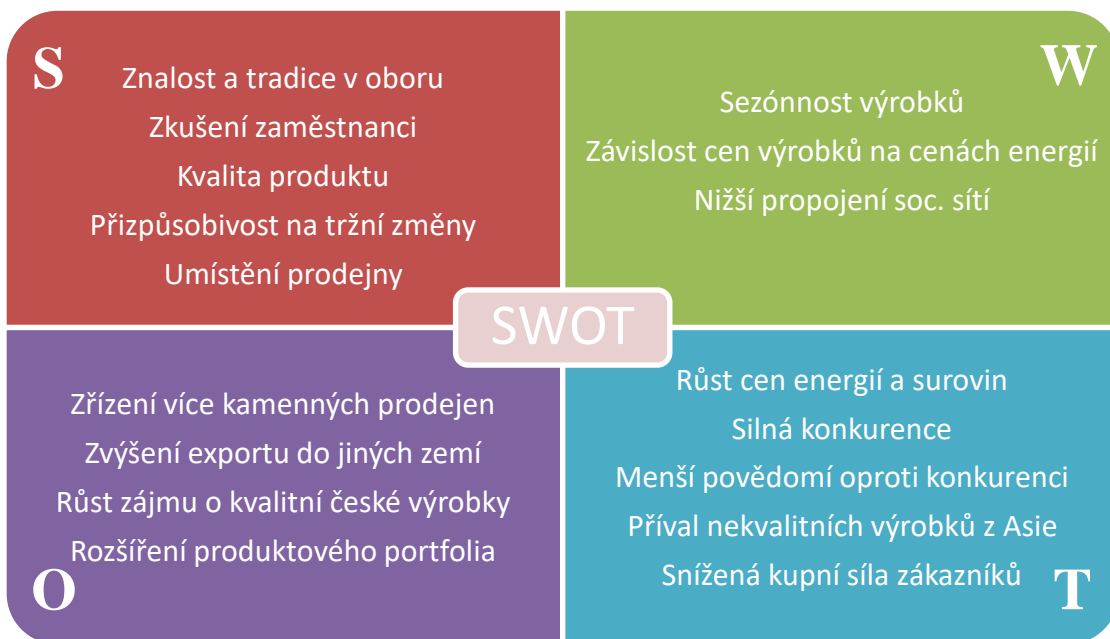 S
Znalost a tradice v oboru
Zkušení zaměstnanci
Kvalita produktu
Přizpůsobivost na tržní změny
Umístění prodejny
W
Sezónnost výrobků
Závislost cen výrobků na cenách energií
Nižší propojení soc. sítí
SWOT
Zřízení více kamenných prodejen
Zvýšení exportu do jiných zemí
Růst zájmu o kvalitní české výrobky
Rozšíření produktového portfolia
O
Růst cen energií a surovin
Silná konkurence
Menší povědomí oproti konkurenci
Příval nekvalitních výrobků z Asie
Snížená kupní síla zákazníků
T